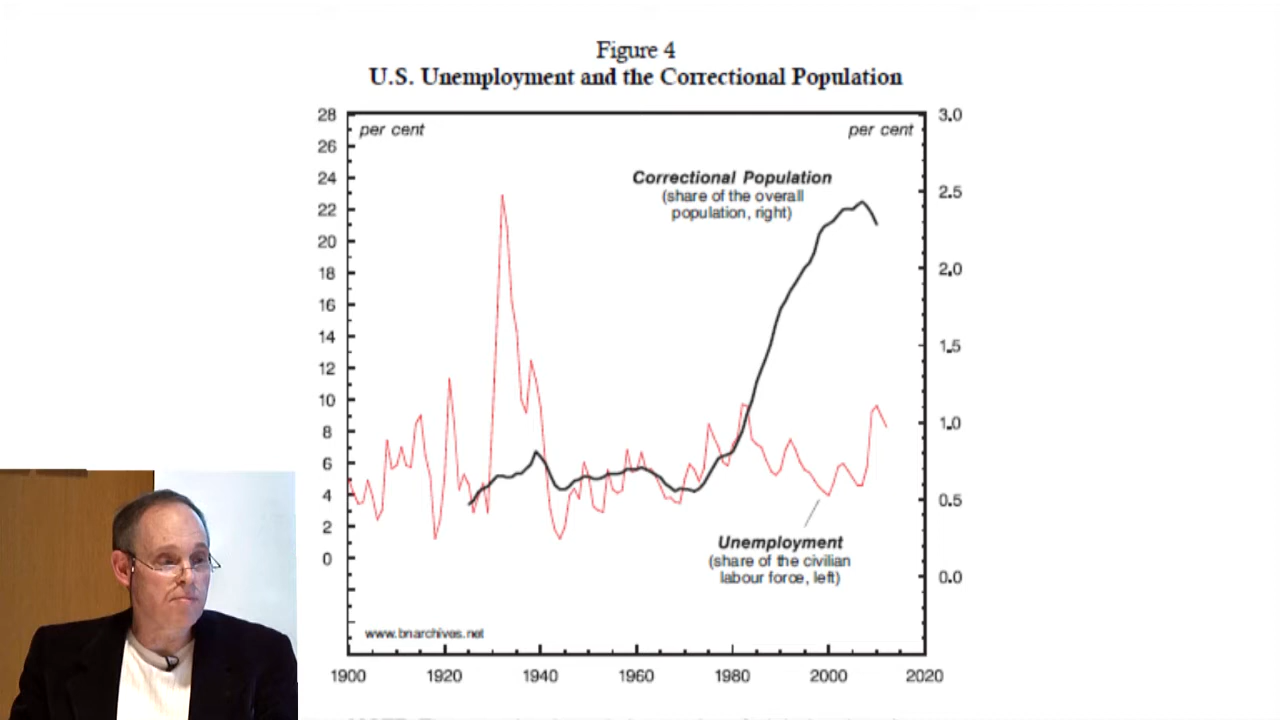 Figure 4
U.S. Unemployment and the Correctional Population
28
26
24
22
20
18
16
14
12
10
8
6
4
2
0
per cent
per cent
3.0
2.5
2.0
1.5
1.0
0.5
0.0
Correctional Population
(share of the overall
population, right)
Unemployment
(share of the civilian
labour force, left)
www.bnarchives.net
1900 1920 1940 1960 1980 2000 2020